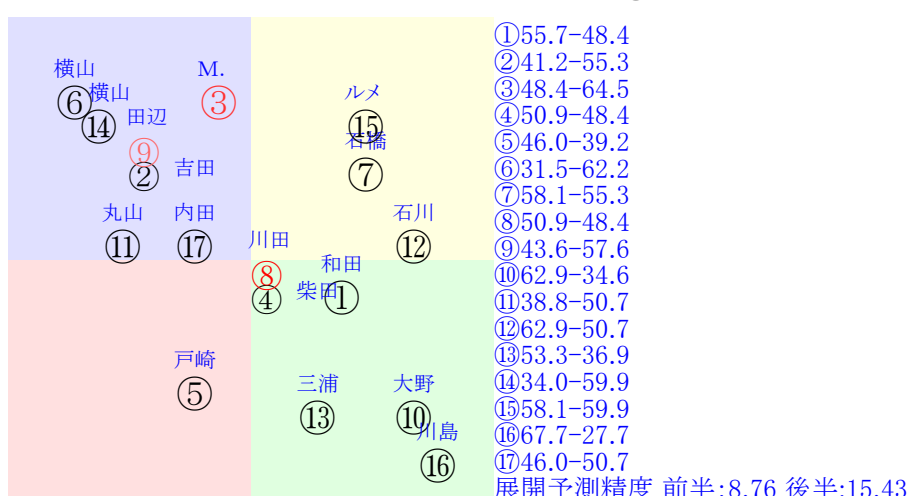 横山
M.
横山
⑥
③
ルメ
田辺
⑭
⑮
石橋
⑨
②
吉田
⑦
丸山
内田
石川
⑪
⑰
川田
⑫
和田
⑧
柴田
④
①
戸崎
三浦
大野
⑤
⑬
⑩
川島
⑯
①55.7-48.4
②41.2-55.3
③48.4-64.5
④50.9-48.4
⑤46.0-39.2
⑥31.5-62.2
⑦58.1-55.3
⑧50.9-48.4
⑨43.6-57.6
⑩62.9-34.6
⑪38.8-50.7
⑫62.9-50.7
⑬53.3-36.9
⑭34.0-59.9
⑮58.1-59.9
⑯67.7-27.7
⑰46.0-50.7
展開予測精度 前半:8.76 後半:15.43